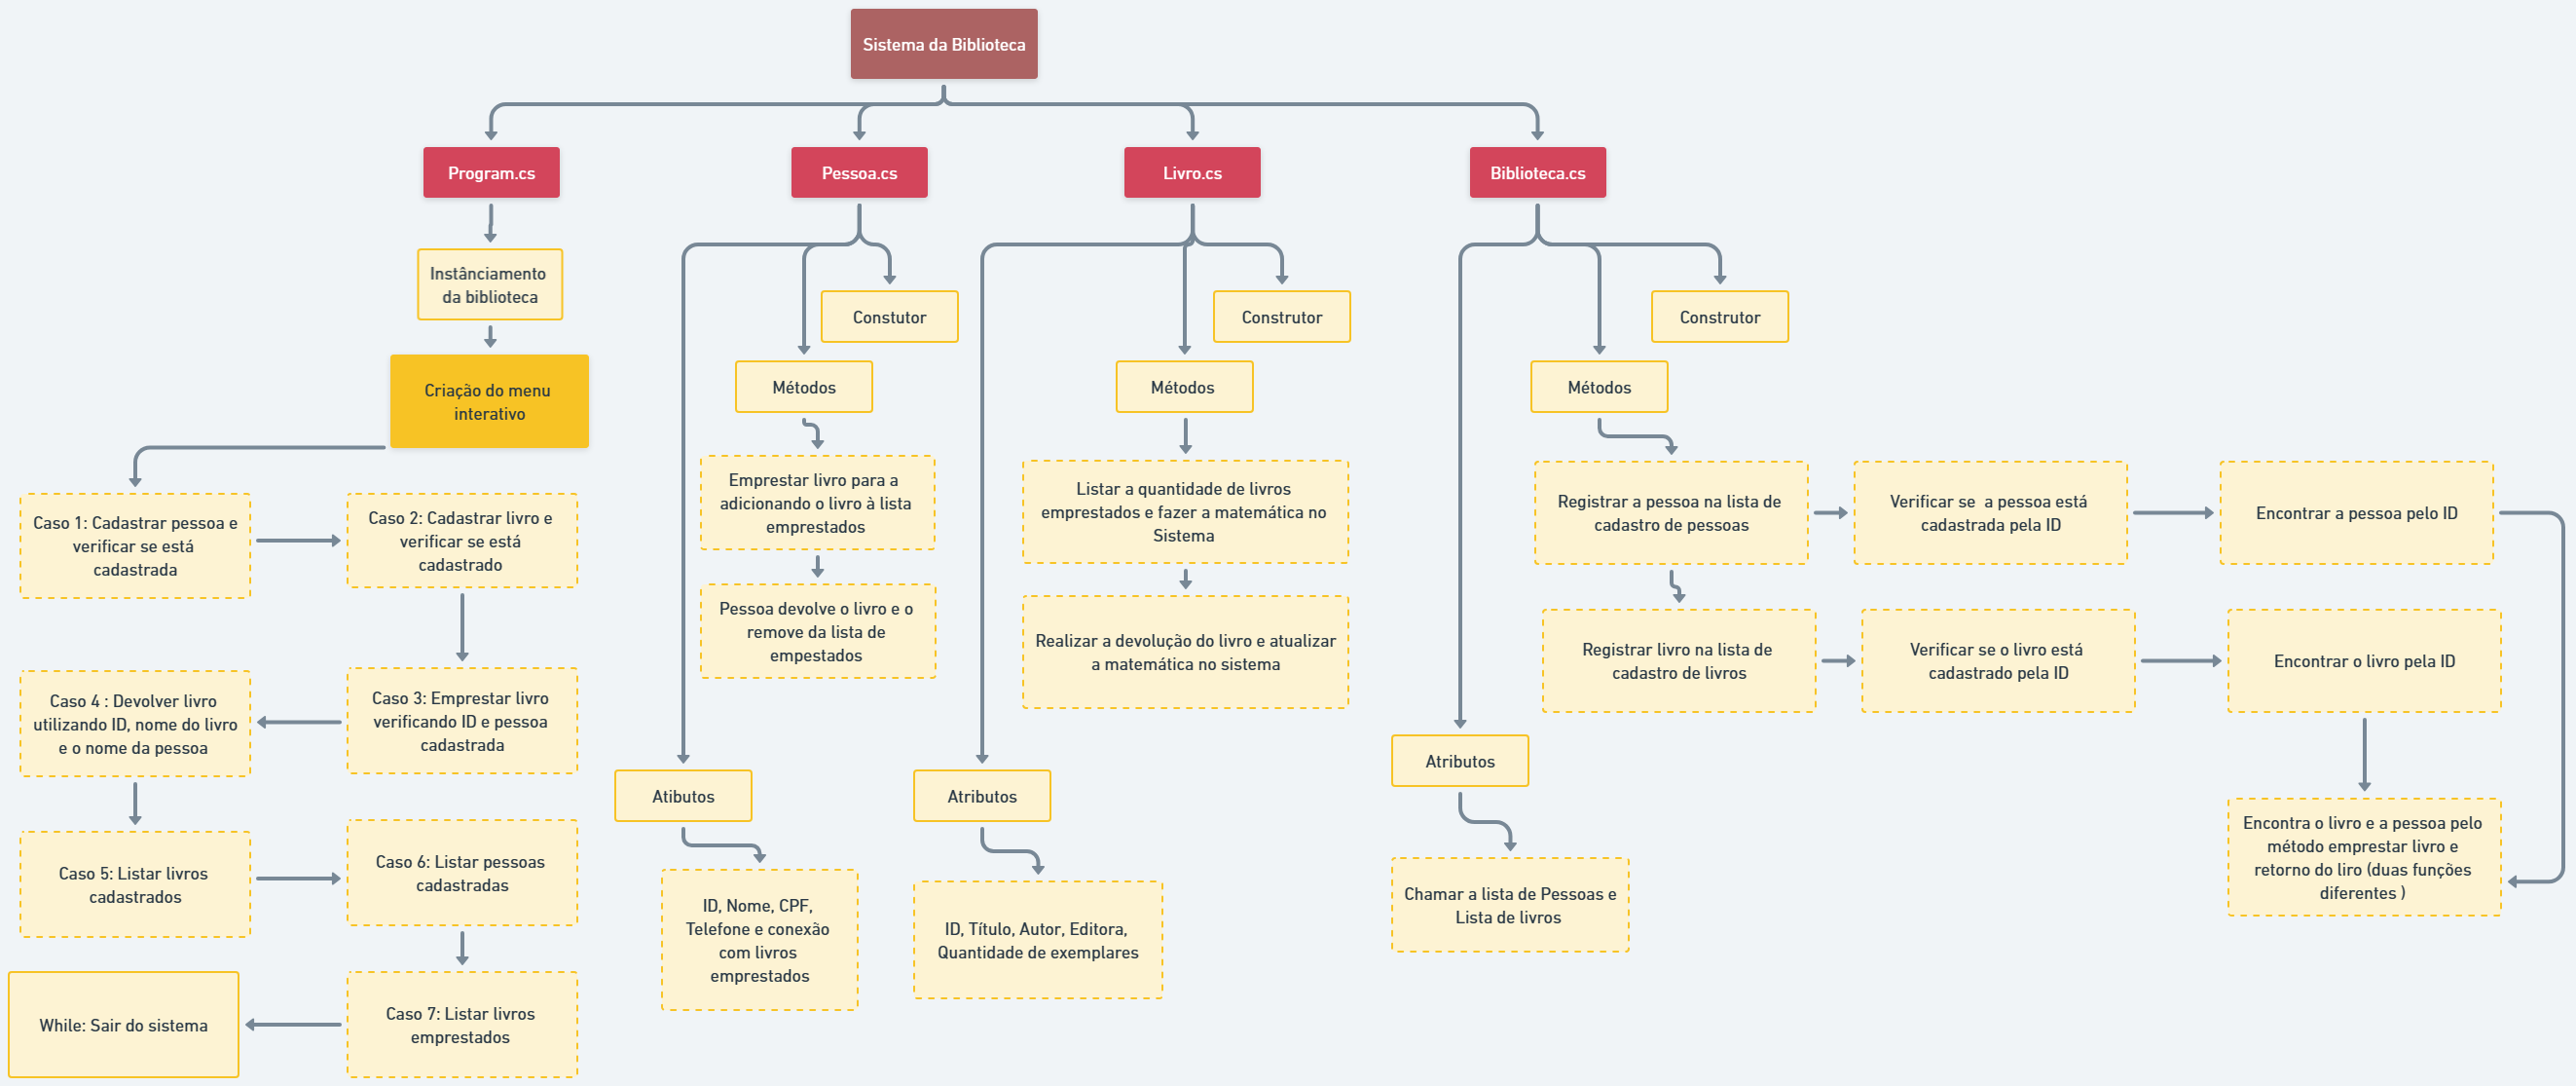 Sistema da Biblioteca
Program.cs
Pessoa.cs
Livro.cs
Biblioteca.cs
Instânciamento
da biblioteca
Criação do menu
interativo
Caso 1: Cadastrar pessoa e
verificar se está
cadastrada
Caso 2: Cadastrar livro e
verificar se está
cadastrado
Caso 3: Emprestar livro
verificando ID e pessoa
cadastrada
Caso 4 : Devolver livro
utilizando ID, nome do livro
e o nome da pessoa
Caso 5: Listar livros
cadastrados
Caso 6: Listar pessoas
cadastradas
Caso 7: Listar livros
emprestados
While: Sair do sistema
Constutor
Métodos
Emprestar livro para a
adicionando o livro à lista
emprestados
Pessoa devolve o livro e o
remove da lista de
empestados
Atibutos
ID, Nome, CPF,
Telefone e conexão
com livros
emprestados
Construtor
Métodos
Listar a quantidade de livros
emprestados e fazer a matemática no
Sistema
Realizar a devolução do livro e atualizar
a matemática no sistema
Atributos
ID, Título, Autor, Editora,
Quantidade de exemplares
Construtor
Métodos
Registrar a pessoa na lista de
cadastro de pessoas
Verificar se  a pessoa está
cadastrada pela ID
Encontrar a pessoa pelo ID
Registrar livro na lista de
cadastro de livros
Verificar se o livro está
cadastrado pela ID
Encontrar o livro pela ID
Encontra o livro e a pessoa pelo
método emprestar livro e
retorno do liro (duas funções
diferentes )
Atributos
Chamar a lista de Pessoas e
Lista de livros